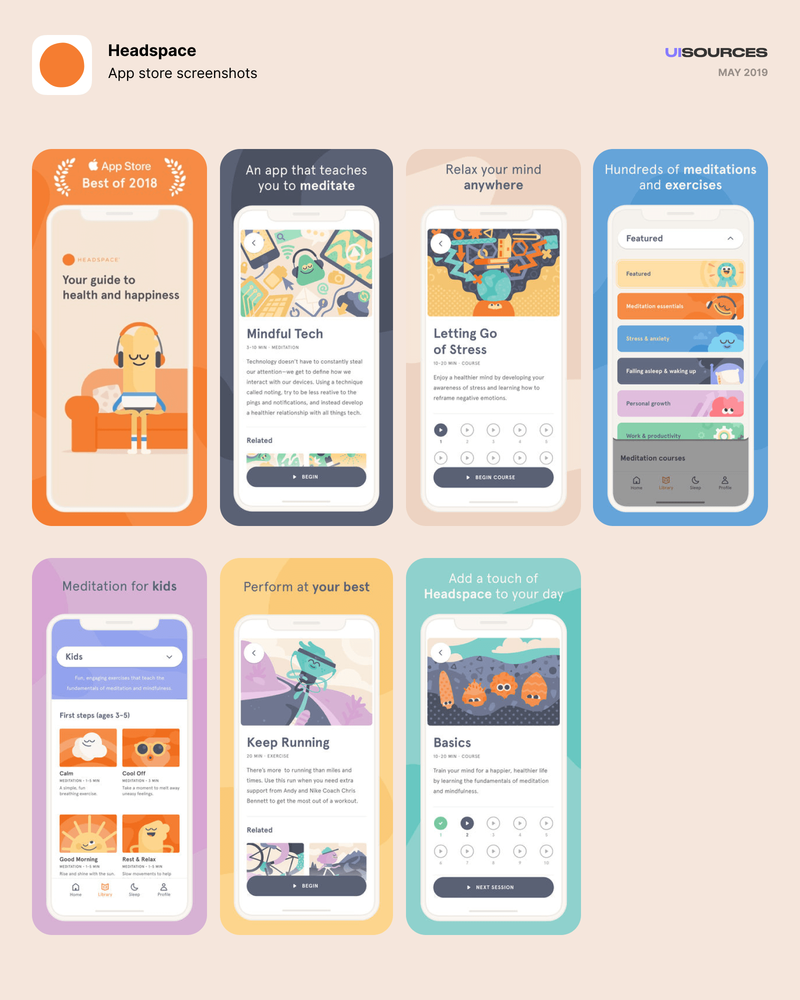 Headspace
App store screenshots
UISOURCES
MAY 2019
App Store
Best of 2018
HEADSPACE
Your guide to
health and happiness
An app that teaches
you to meditate
Mindful Tech
3-10 MIN · MEDITATION
Technology doesn't have to constantly steal
our attention—we get to define how we
interact with our devices. Using a technique
called noting, try to be less reative to the
pings and notifications, and instead develop
a healthier relationship with all things tech.
Related
BEGIN
Relax your mind
anywhere
Letting Go
of Stress
10-20 MIN · COURSE
Enjoy a healthier mind by developing your
awareness of stress and learning how to
reframe negative emotions.
1 2 3 4 5
BEGIN COURSE
Hundreds of meditations
and exercises
Featured
Featured
Meditation essentials
Stress & anxiety
Falling asleep & waking up
Personal growth
Work & productivity
Meditation courses
Home Library Sleep Profile
Meditation for kids
Kids
Fun, engaging exercises that teach the
fundamentals of meditation and mindfulness.
First steps (ages 3-5)
Calm
MEDITATION · 1-5 MIN
A simple, fun
breathing exercise.
Cool Off
MEDITATION · 3 MIN
Take a moment to melt away
uneasy feelings.
Good Morning
MEDITATION · 1-5 MIN
Rise and shine with the sun.
Rest & Relax
MEDITATION · 1-5 MIN
Slow movements to help
Home Library Sleep Profile
Perform at your best
Keep Running
20 MIN · EXERCISE
There's more to running than miles and
times. Use this run when you need extra
support from Andy and Nike Coach Chris
Bennett to get the most out of a workout.
Related
BEGIN
Add a touch of
Headspace to your day
Basics
10-20 MIN · COURSE
Train your mind for a happier, healthier life
by learning the fundamentals of meditation
and mindfulness.
1 2 3 4 5
6 7 8 9 10
NEXT SESSION